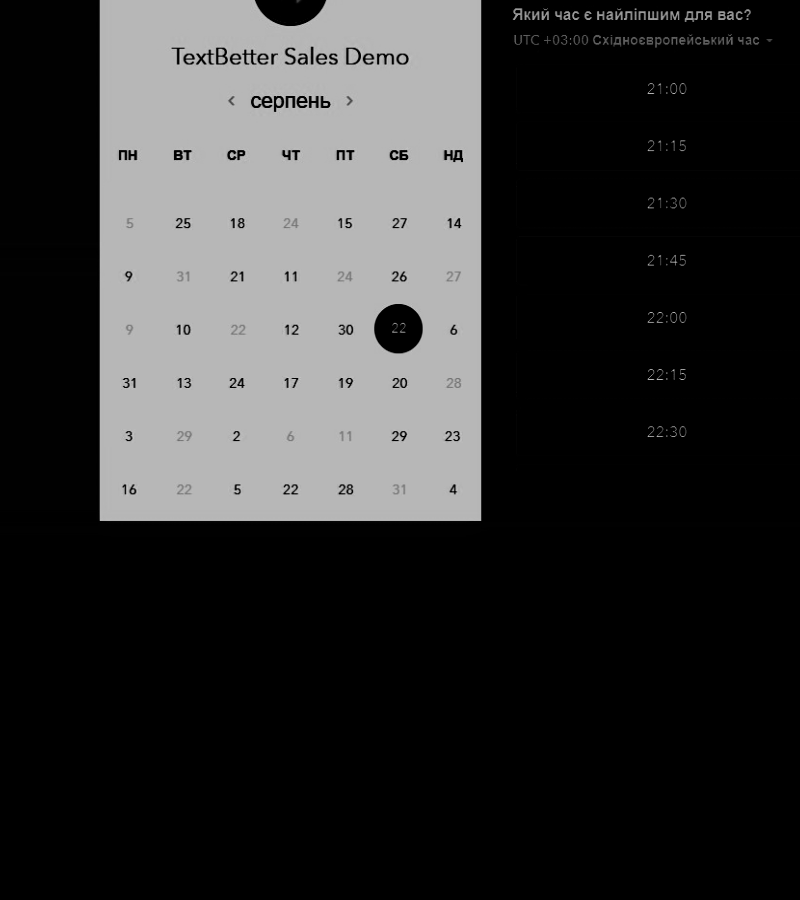 TextBetter Sales Demo
серпень
ПН ВТ СР ЧТ ПТ СБ НД
5 25 18 24 15 27 14
9 31 21 11 24 26 27
9 10 22 12 30 22 6
31 13 24 17 19 20 28
3 29 2 6 11 29 23
16 22 5 22 28 31 4
Який час є найліпшим для вас?
UTC +03:00 Східноєвропейський час
21:00
21:15
21:30
21:45
22:00
22:15
22:30